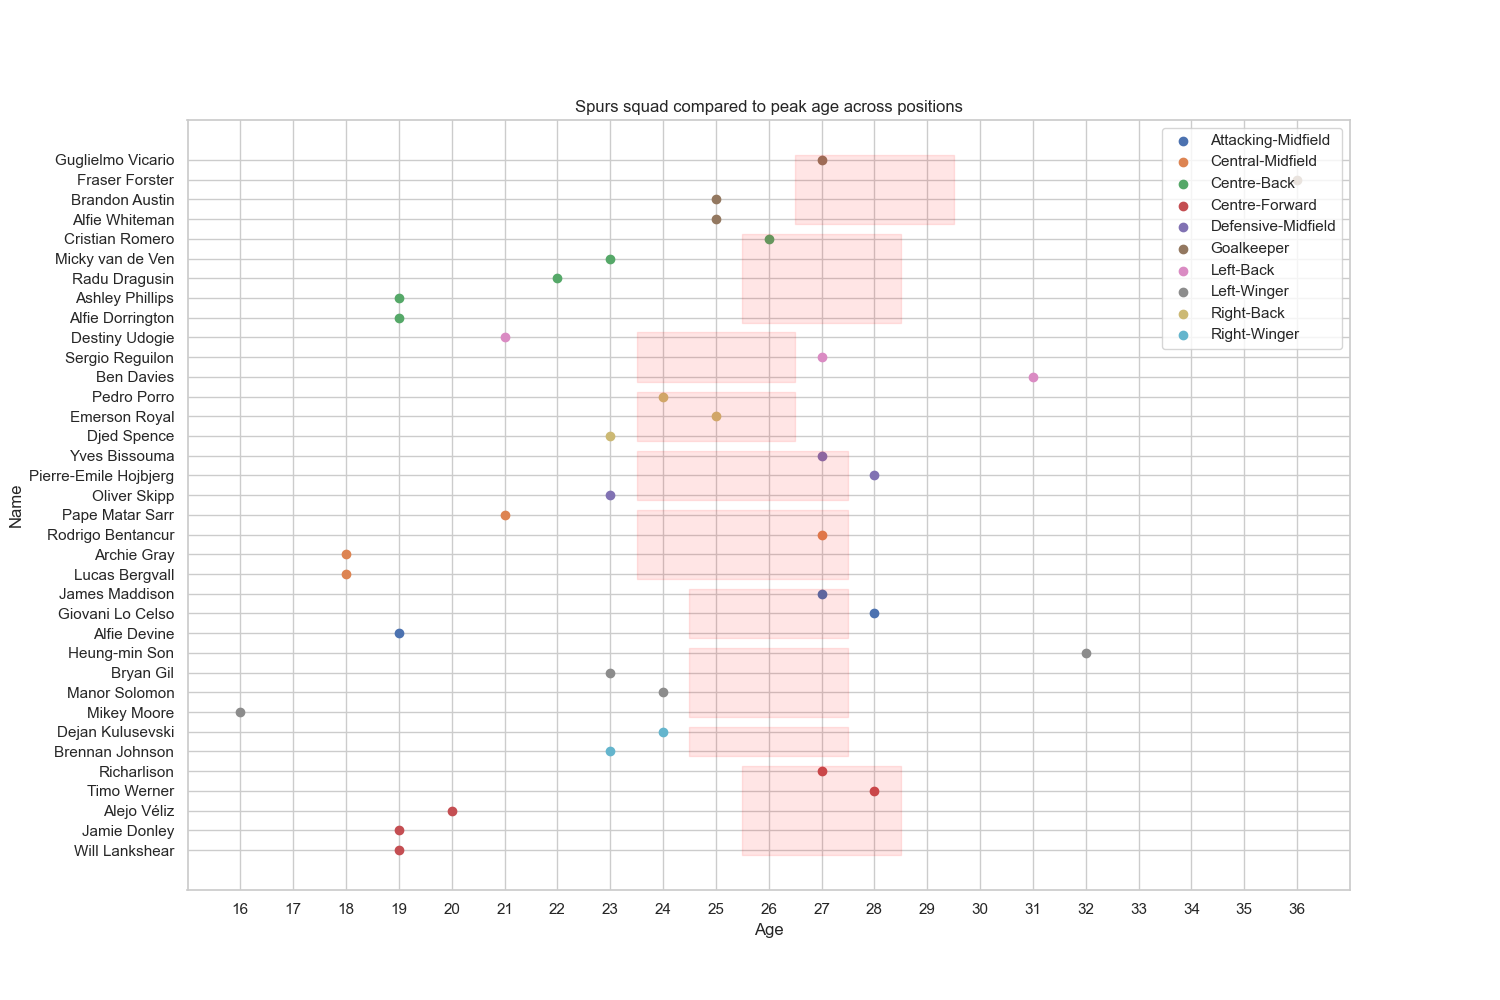 Spurs squad compared to peak age across positions
Name
Guglielmo Vicario
Fraser Forster
Brandon Austin
Alfie Whiteman
Cristian Romero
Micky van de Ven
Radu Dragusin
Ashley Phillips
Alfie Dorrington
Destiny Udogie
Sergio Reguilon
Ben Davies
Pedro Porro
Emerson Royal
Djed Spence
Yves Bissouma
Pierre-Emile Hojbjerg
Oliver Skipp
Pape Matar Sarr
Rodrigo Bentancur
Archie Gray
Lucas Bergvall
James Maddison
Giovani Lo Celso
Alfie Devine
Heung-min Son
Bryan Gil
Manor Solomon
Mikey Moore
Dejan Kulusevski
Brennan Johnson
Richarlison
Timo Werner
Alejo Véliz
Jamie Donley
Will Lankshear
Attacking-Midfield
Central-Midfield
Centre-Back
Centre-Forward
Defensive-Midfield
Goalkeeper
Left-Back
Left-Winger
Right-Back
Right-Winger
16 17 18 19 20 21 22 23 24 25 26 27 28 29 30 31 32 33 34 35 36
Age